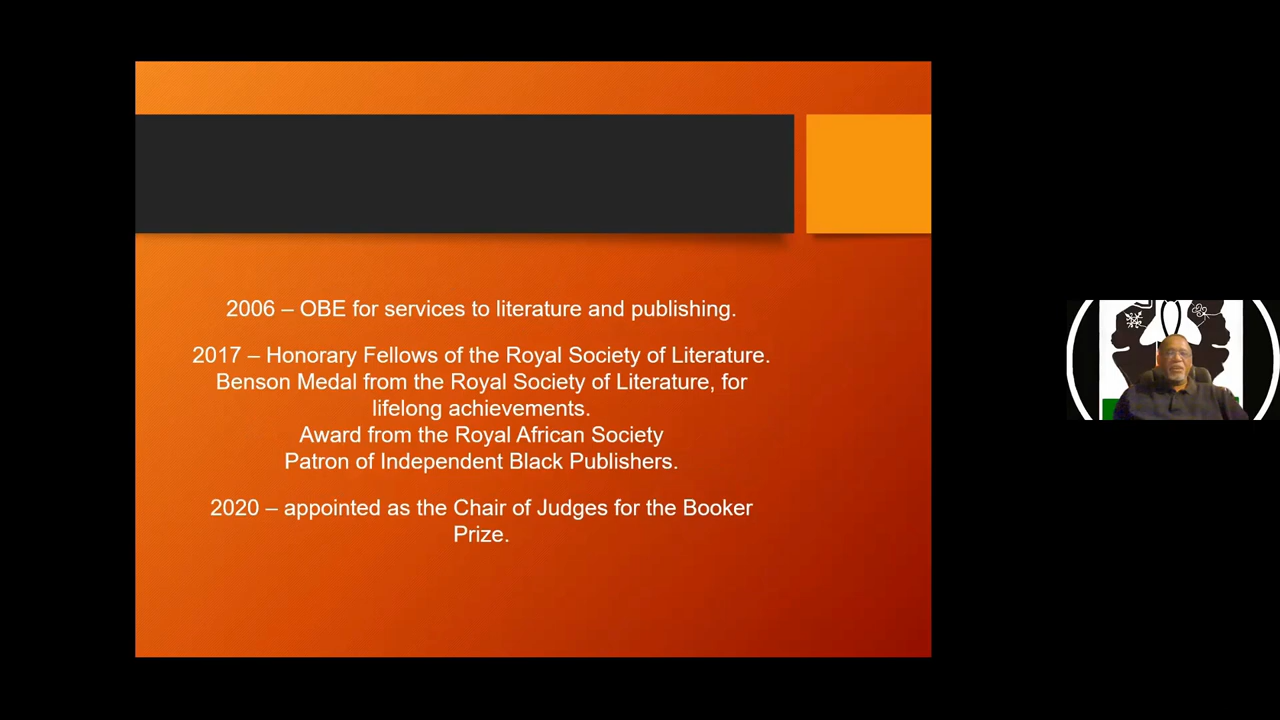 2006 – OBE for services to literature and publishing.
2017 – Honorary Fellows of the Royal Society of Literature.
Benson Medal from the Royal Society of Literature, for
lifelong achievements.
Award from the Royal African Society
Patron of Independent Black Publishers.
2020 – appointed as the Chair of Judges for the Booker
Prize.